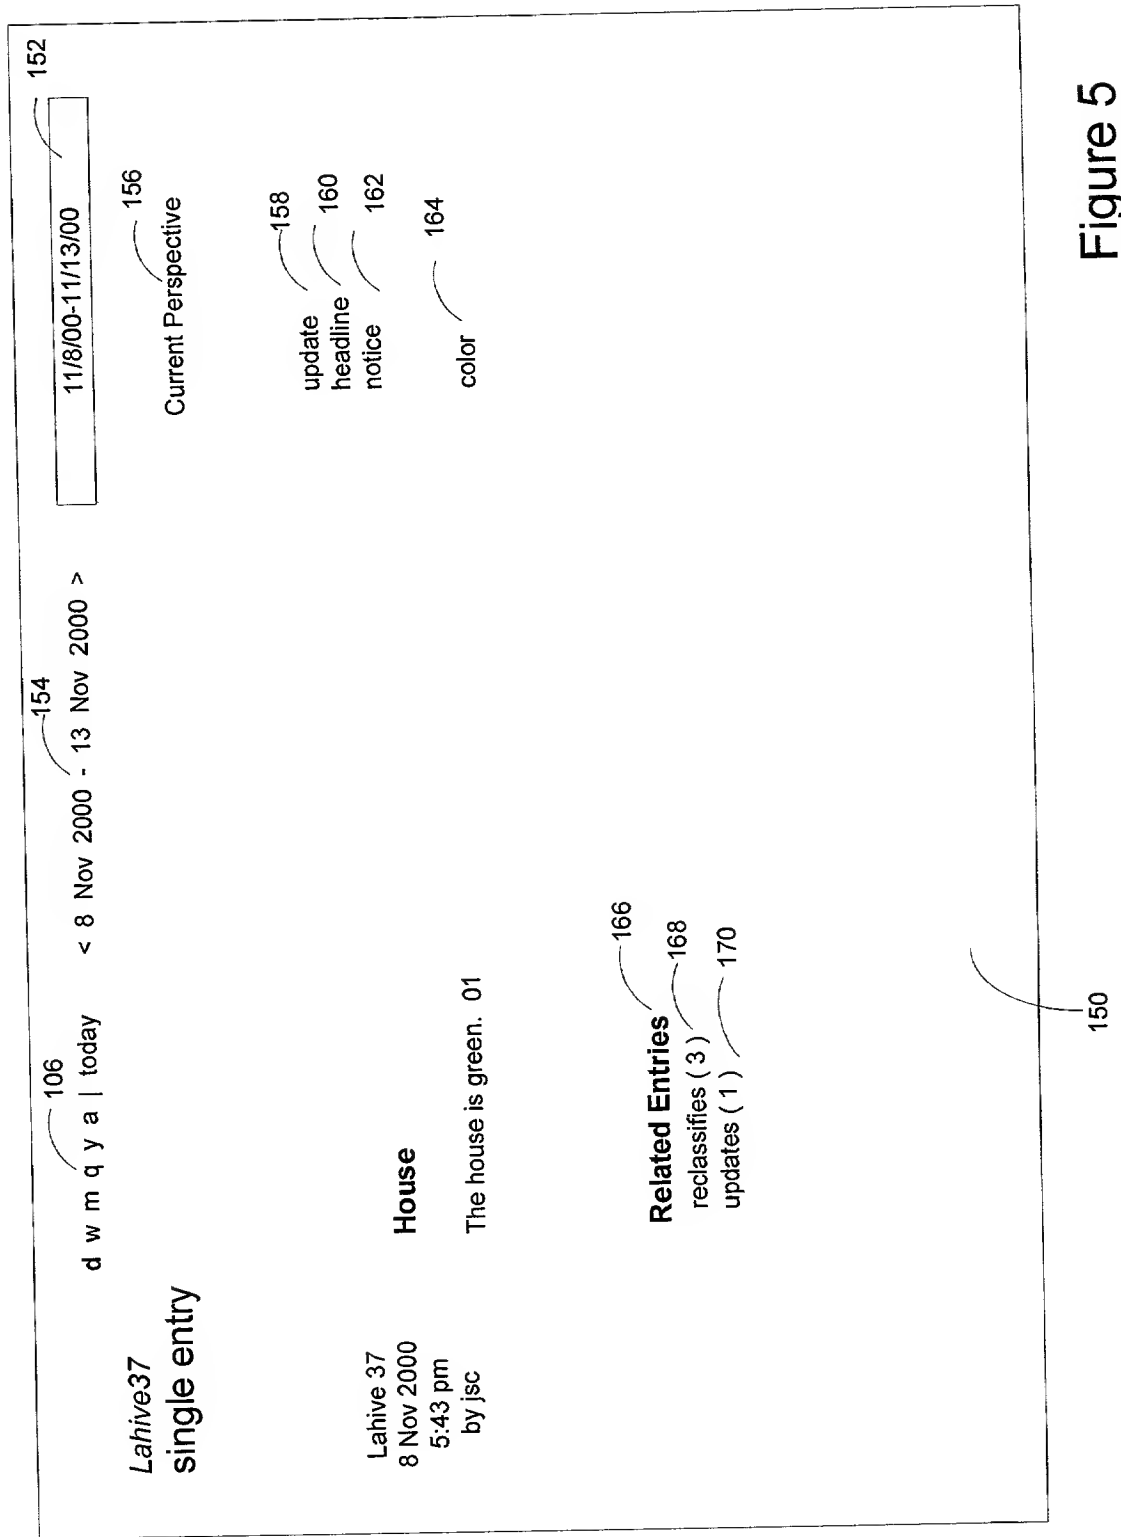 152
106
154
d w m q y a | today < 8 Nov 2000 - 13 Nov 2000 >
11/8/00-11/13/00
Lahive37
single entry
156
Current Perspective
158
update
160
headline
162
notice
Lahive 37
8 Nov 2000
5:43 pm
by jsc
House
The house is green. 01
164
color
166
Related Entries
168
reclassifies ( 3 )
170
updates ( 1 )
150
Figure 5